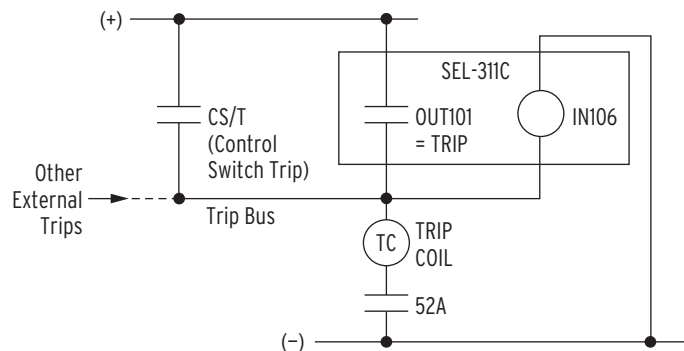 (+)
SEL-311C
CS/T
(Control
Switch Trip)
OUT101
= TRIP
IN106
Other
External
Trips
Trip Bus
TC
TRIP
COIL
52A
(–)